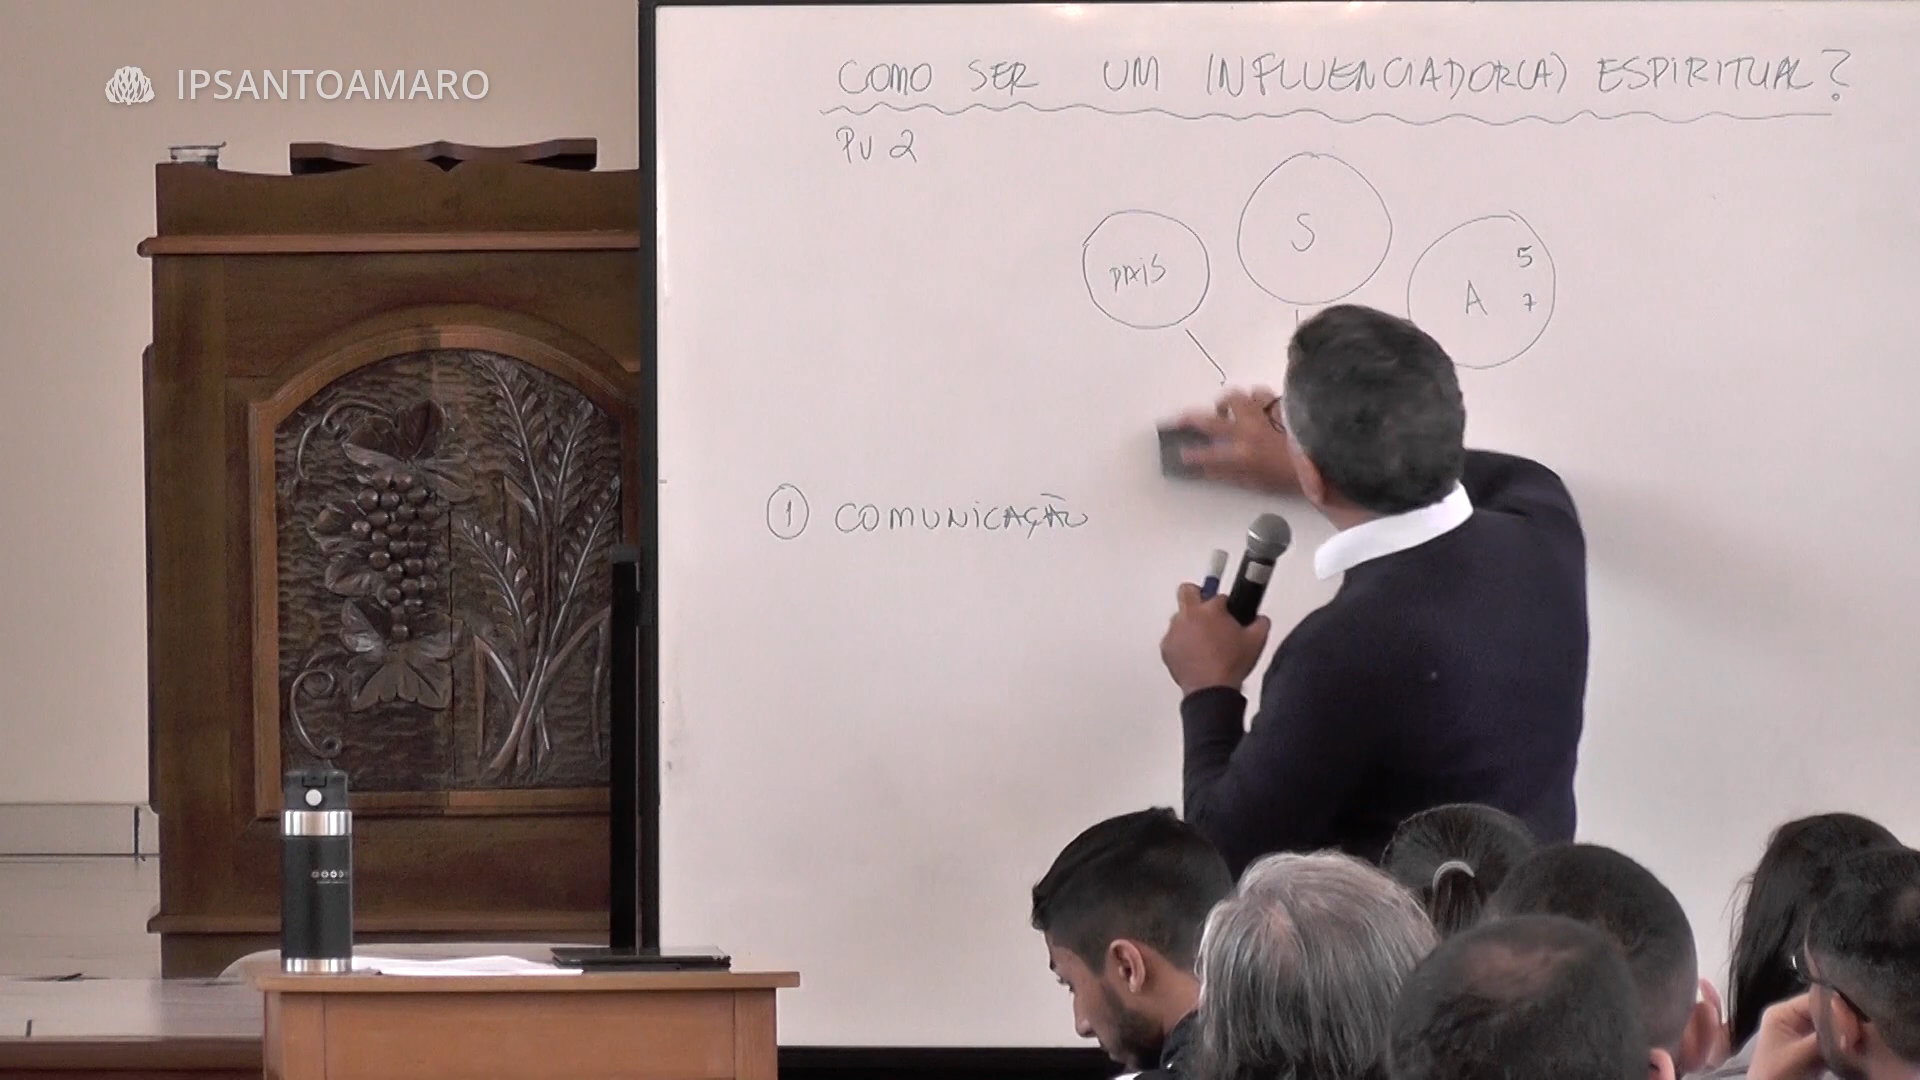 IPSANTOAMARO
COMO SER UM INFLUENCIADOR(A) ESPIRITUAL?
PV 2
PAIS
S
A
5
7
1 COMUNICAÇÃO